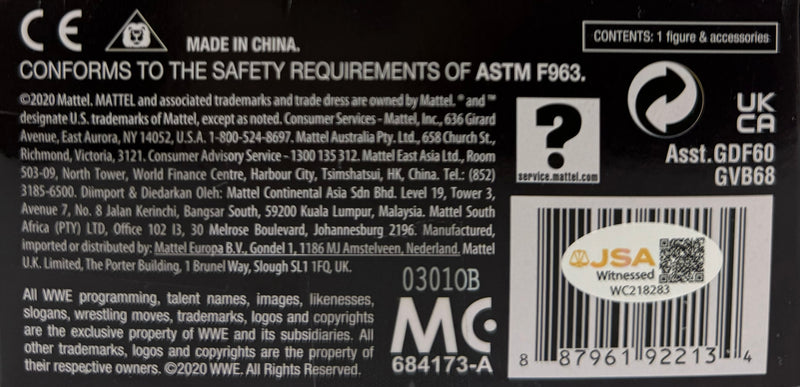 CE
MADE IN CHINA.
CONTENTS: 1 figure & accessories
CONFORMS TO THE SAFETY REQUIREMENTS OF ASTM F963.
©2020 Mattel. MATTEL and associated trademarks and trade dress are owned by Mattel. ® and ™
designate U.S. trademarks of Mattel, except as noted. Consumer Services - Mattel, Inc., 636 Girard
Avenue, East Aurora, NY 14052, U.S.A. 1-800-524-8697. Mattel Australia Pty. Ltd., 658 Church St.,
Richmond, Victoria, 3121. Consumer Advisory Service - 1300 135 312. Mattel East Asia Ltd., Room
503-09, North Tower, World Finance Centre, Harbour City, Tsimshatsui, HK, China. Tel.: (852)
3185-6500. Diimport & Diedarkan Oleh: Mattel Continental Asia Sdn Bhd. Level 19, Tower 3,
Avenue 7, No. 8 Jalan Kerinchi, Bangsar South, 59200 Kuala Lumpur, Malaysia. Mattel South
Africa (PTY) LTD, Office 102 I3, 30 Melrose Boulevard, Johannesburg 2196. Manufactured,
imported or distributed by: Mattel Europa B.V., Gondel 1, 1186 MJ Amstelveen, Nederland. Mattel
U.K. Limited, The Porter Building, 1 Brunel Way, Slough SL1 1FQ, UK.
03010B
All WWE programming, talent names, images, likenesses,
slogans, wrestling moves, trademarks, logos and copyrights
are the exclusive property of WWE and its subsidiaries. All
other trademarks, logos and copyrights are the property of
their respective owners. ©2020 WWE. All Rights Reserved.
MC
684173-A
?
service.mattel.com
UK
CA
Asst.GDF60
GVB68
JSA
Witnessed
WC218283
8 87961 92213 4